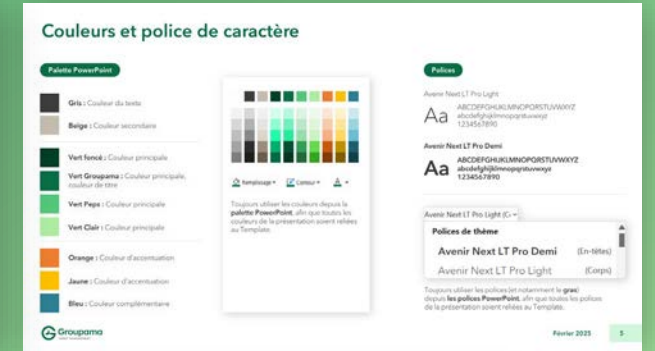 Couleurs et police de caractère
Palette PowerPoint
Gris : Couleur du texte
Beige : Couleur secondaire
Vert foncé : Couleur principale
Vert Groupama : Couleur principale,
couleur de titre
Vert Peps : Couleur principale
Vert Clair : Couleur principale
Orange : Couleur d'accentuation
Jaune : Couleur d'accentuation
Bleu : Couleur complémentaire
Remplissage
Contour
A
Toujours utiliser les couleurs depuis la
palette PowerPoint, afin que toutes les
couleurs de la présentation soient reliées
au Template.
Polices
Avenir Next LT Pro Light
Aa
ABCDEFGHIJKLMNOPQRSTUVWXYZ
abcdefghijklmnopqrstuvwxyz
1234567890
Avenir Next LT Pro Demi
Aa
ABCDEFGHIJKLMNOPQRSTUVWXYZ
abcdefghijklmnopqrstuvwxyz
1234567890
Avenir Next LT Pro Light (C
Polices de thème
Avenir Next LT Pro Demi (En-têtes)
Avenir Next LT Pro Light (Corps)
Toujours utiliser les polices (et notamment le gras)
depuis les polices PowerPoint, afin que toutes les polices
de la présentation soient reliées au Template.
Groupama
Février 2025 5